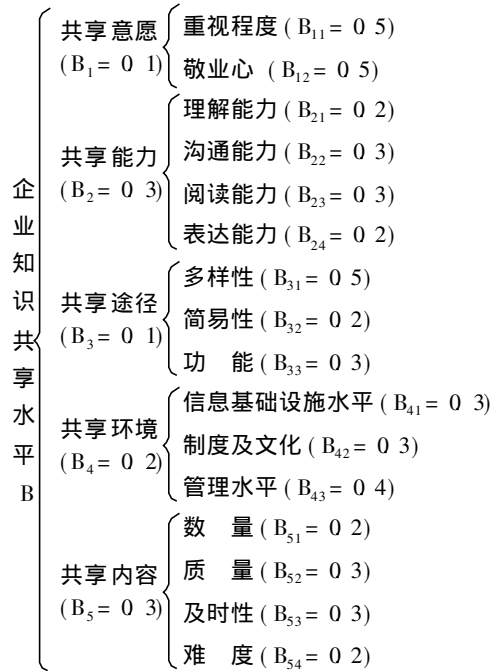 企业知识共享水平 B
共享意愿
(B₁= 0 1)
重视程度 ( B₁₁= 0 5)
敬业心 ( B₁₂= 0 5)
共享能力
(B₂= 0 3)
理解能力 ( B₂₁= 0 2)
沟通能力 ( B₂₂= 0 3)
阅读能力 ( B₂₃= 0 3)
表达能力 ( B₂₄= 0 2)
共享途径
(B₃= 0 1)
多样性 ( B₃₁= 0 5)
简易性 ( B₃₂= 0 2)
功 能 ( B₃₃= 0 3)
共享环境
(B₄= 0 2)
信息基础设施水平 ( B₄₁= 0 3)
制度及文化 ( B₄₂= 0 3)
管理水平 ( B₄₃= 0 4)
共享内容
(B₅= 0 3)
数 量 ( B₅₁= 0 2)
质 量 ( B₅₂= 0 3)
及时性 ( B₅₃= 0 3)
难 度 ( B₅₄= 0 2)